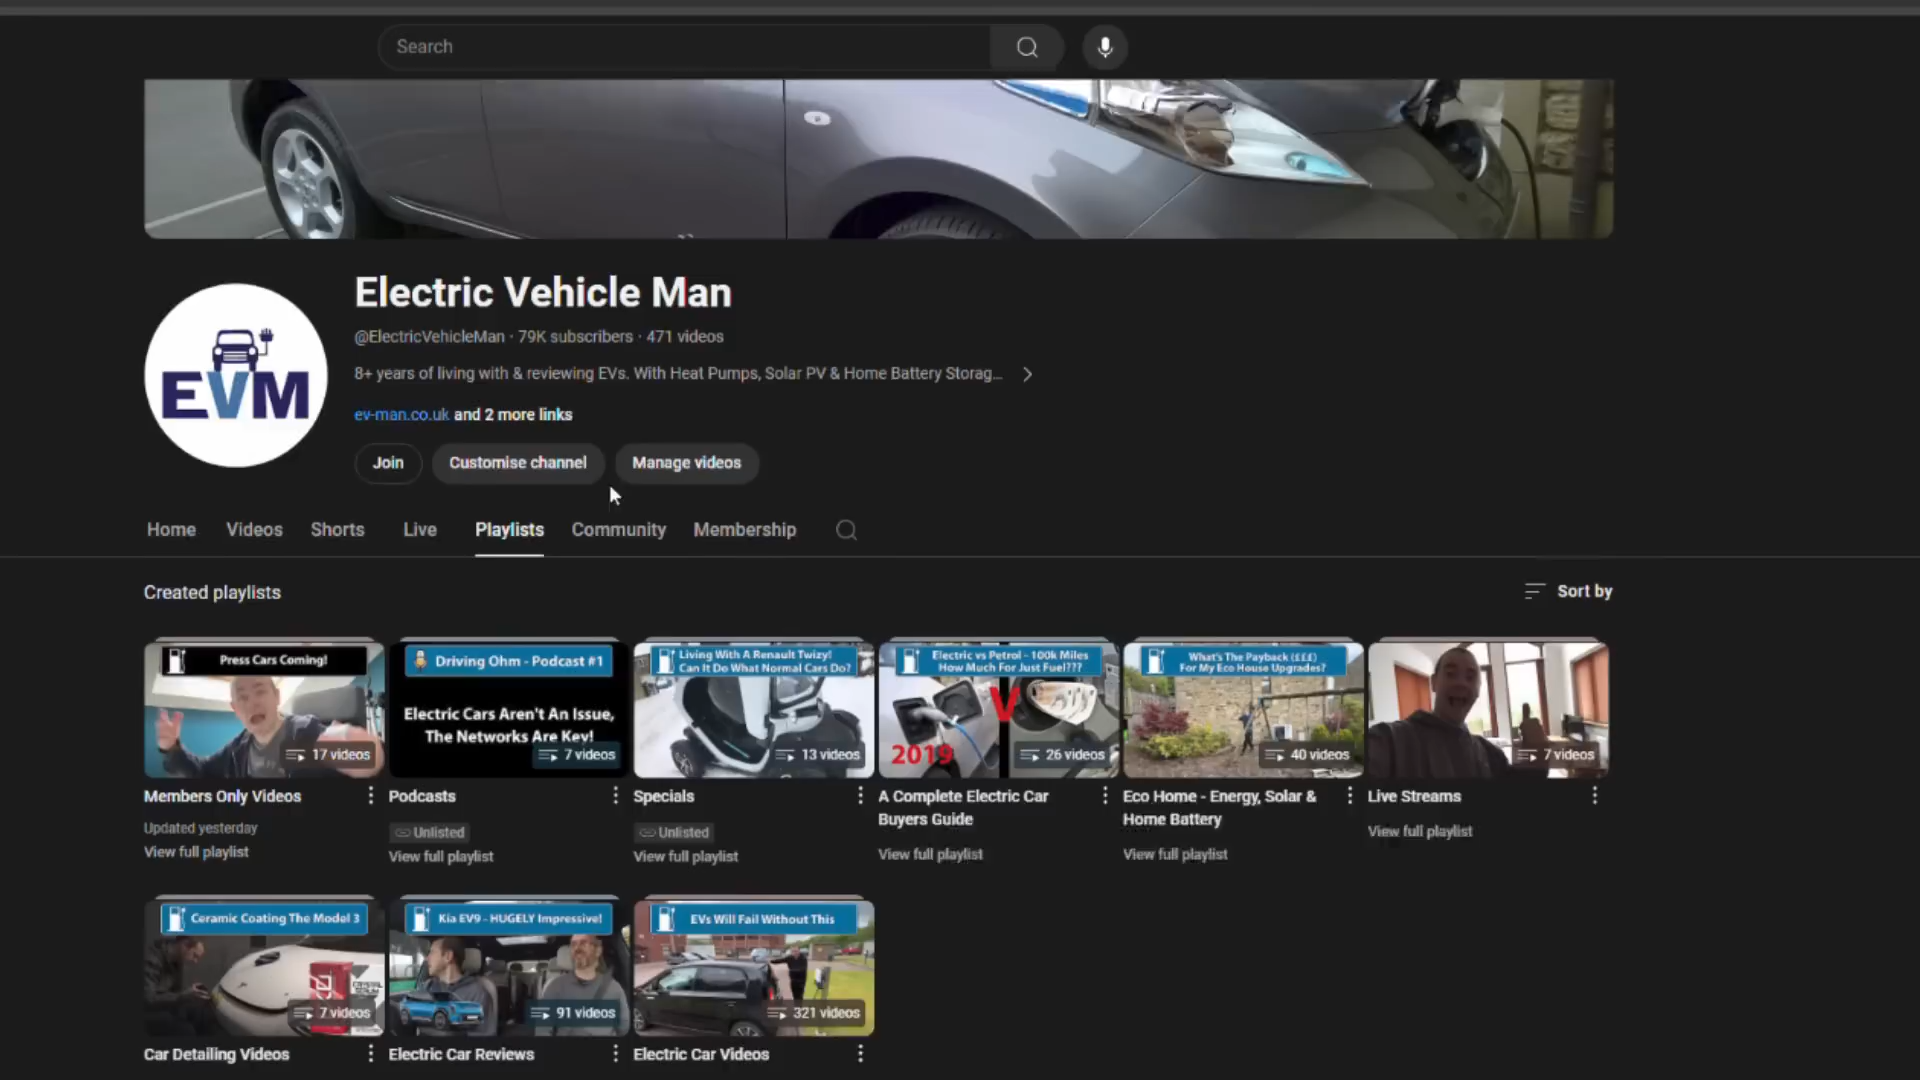 Search
Electric Vehicle Man
@ElectricVehicleMan · 79K subscribers · 471 videos
8+ years of living with & reviewing EVs. With Heat Pumps, Solar PV & Home Battery Storag...
ev-man.co.uk and 2 more links
EVM
Join
Customise channel
Manage videos
Home
Videos
Shorts
Live
Playlists
Community
Membership
Created playlists
Sort by
Press Cars Coming!
17 videos
Members Only Videos
Updated yesterday
View full playlist
Driving Ohm - Podcast #1
Electric Cars Aren't An Issue,
The Networks Are Key!
7 videos
Podcasts
Unlisted
View full playlist
Living With A Renault Twizy!
Can It Do What Normal Cars Do?
13 videos
Specials
Unlisted
View full playlist
Electric vs Petrol - 100k Miles
How Much For Just Fuel???
V
2019
26 videos
A Complete Electric Car
Buyers Guide
View full playlist
What's The Payback (£££)
For My Eco House Upgrades?
40 videos
Eco Home - Energy, Solar &
Home Battery
View full playlist
7 videos
Live Streams
View full playlist
Ceramic Coating The Model 3
7 videos
Car Detailing Videos
Kia EV9 - HUGELY Impressive!
91 videos
Electric Car Reviews
EVs Will Fail Without This
321 videos
Electric Car Videos